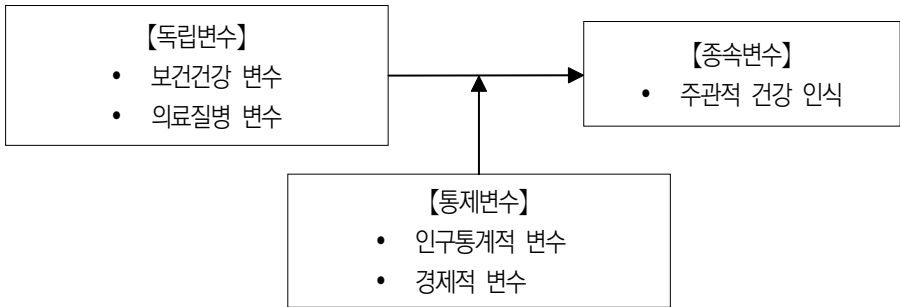 【독립변수】
• 보건건강 변수
• 의료질병 변수
【종속변수】
• 주관적 건강 인식
【통제변수】
• 인구통계적 변수
• 경제적 변수